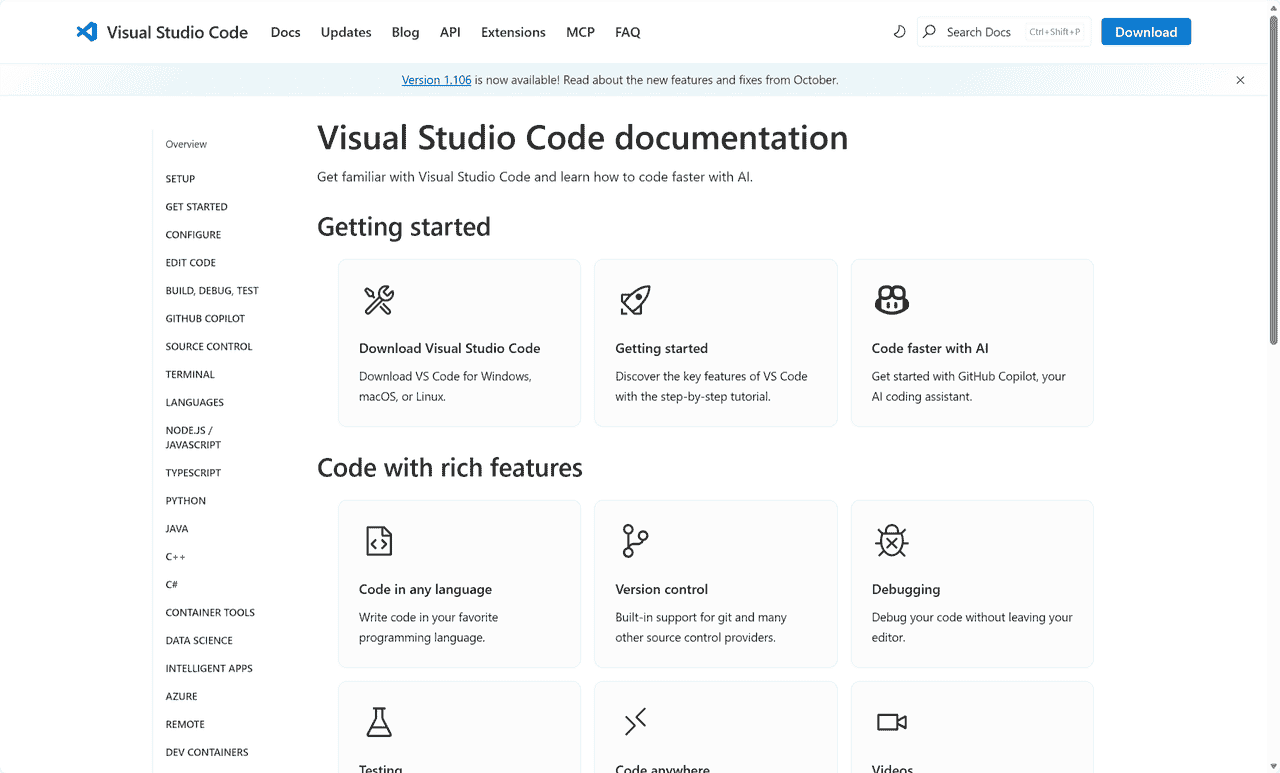 Visual Studio Code
Docs
Updates
Blog
API
Extensions
MCP
FAQ
Search Docs
Ctrl+Shift+P
Download
Version 1.106 is now available! Read about the new features and fixes from October.
Overview
SETUP
GET STARTED
CONFIGURE
EDIT CODE
BUILD, DEBUG, TEST
GITHUB COPILOT
SOURCE CONTROL
TERMINAL
LANGUAGES
NODE.JS /
JAVASCRIPT
TYPESCRIPT
PYTHON
JAVA
C++
C#
CONTAINER TOOLS
DATA SCIENCE
INTELLIGENT APPS
AZURE
REMOTE
DEV CONTAINERS
Visual Studio Code documentation
Get familiar with Visual Studio Code and learn how to code faster with AI.
Getting started
Download Visual Studio Code
Download VS Code for Windows,
macOS, or Linux.
Getting started
Discover the key features of VS Code
with the step-by-step tutorial.
Code faster with AI
Get started with GitHub Copilot, your
AI coding assistant.
Code with rich features
Code in any language
Write code in your favorite
programming language.
Version control
Built-in support for git and many
other source control providers.
Debugging
Debug your code without leaving your
editor.
Testing
Code anywhere
Videos